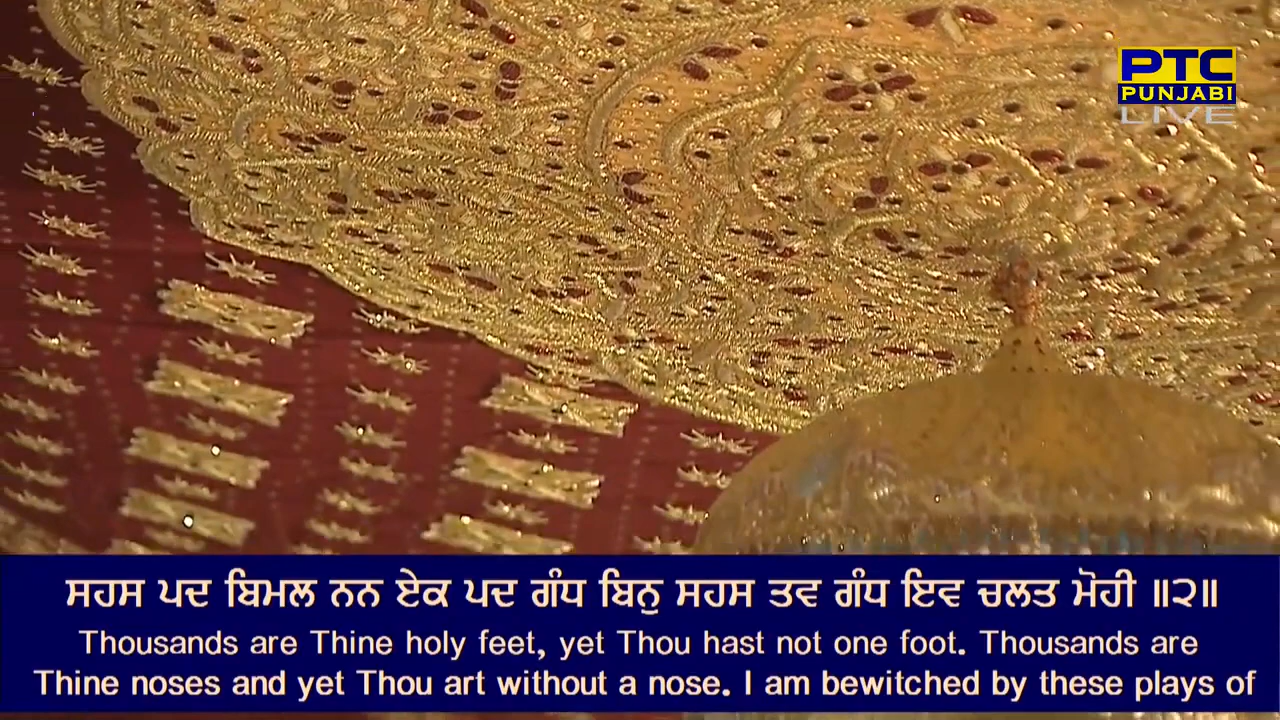 PTC
PUNJABI
LIVE
ਸਹਸ ਪਦ ਬਿਮਲ ਨਨ ਏਕ ਪਦ ਗੰਧ ਬਿਨੁ ਸਹਸ ਤਵ ਗੰਧ ਇਵ ਚਲਤ ਮੋਹੀ ॥੨॥
Thousands are Thine holy feet, yet Thou hast not one foot. Thousands are
Thine noses and yet Thou art without a nose. I am bewitched by these plays of